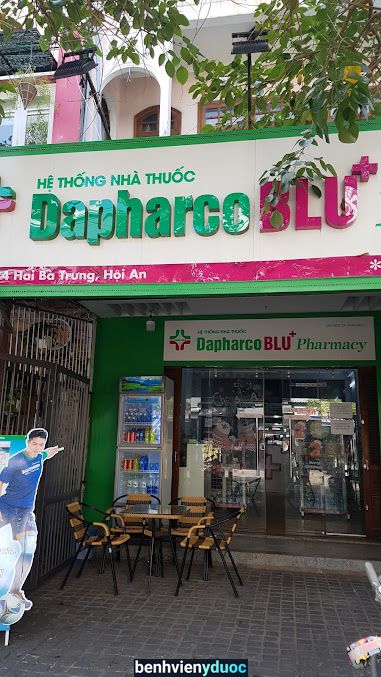 HỆ THỐNG NHÀ THUỐC
Dapharco BLU+
4 Hai Bà Trưng, Hội An
HỆ THỐNG NHÀ THUỐC
Dapharco BLU+ Pharmacy
benhvienyduoc